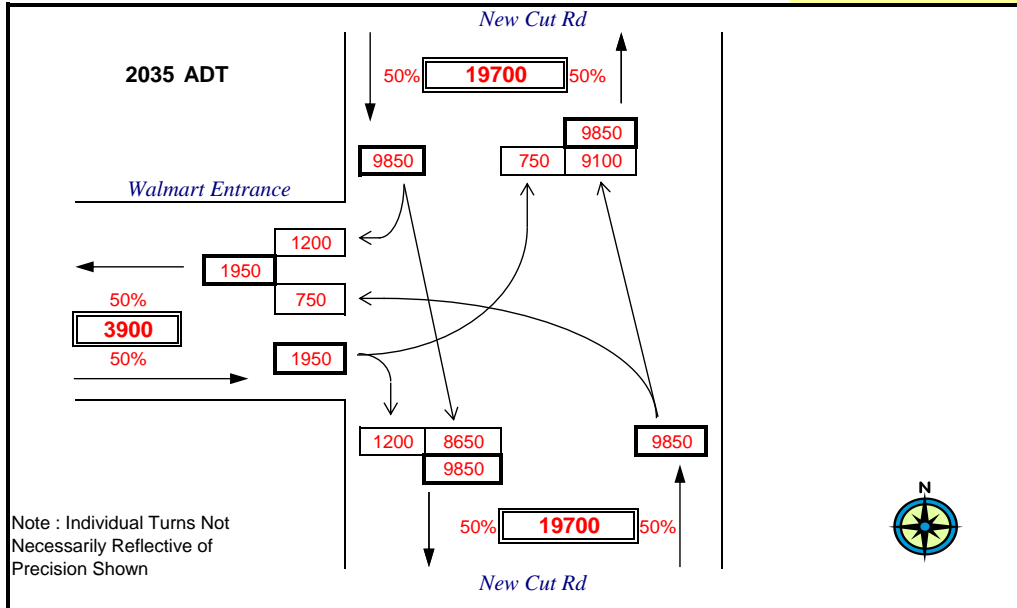 New Cut Rd
2035 ADT
50% 19700 50%
9850
9850
750 9100
Walmart Entrance
1200
1950
750
50%
3900
50%
1950
1200 8650
9850
9850
50% 19700 50%
Note : Individual Turns Not
Necessarily Reflective of
Precision Shown
N
New Cut Rd